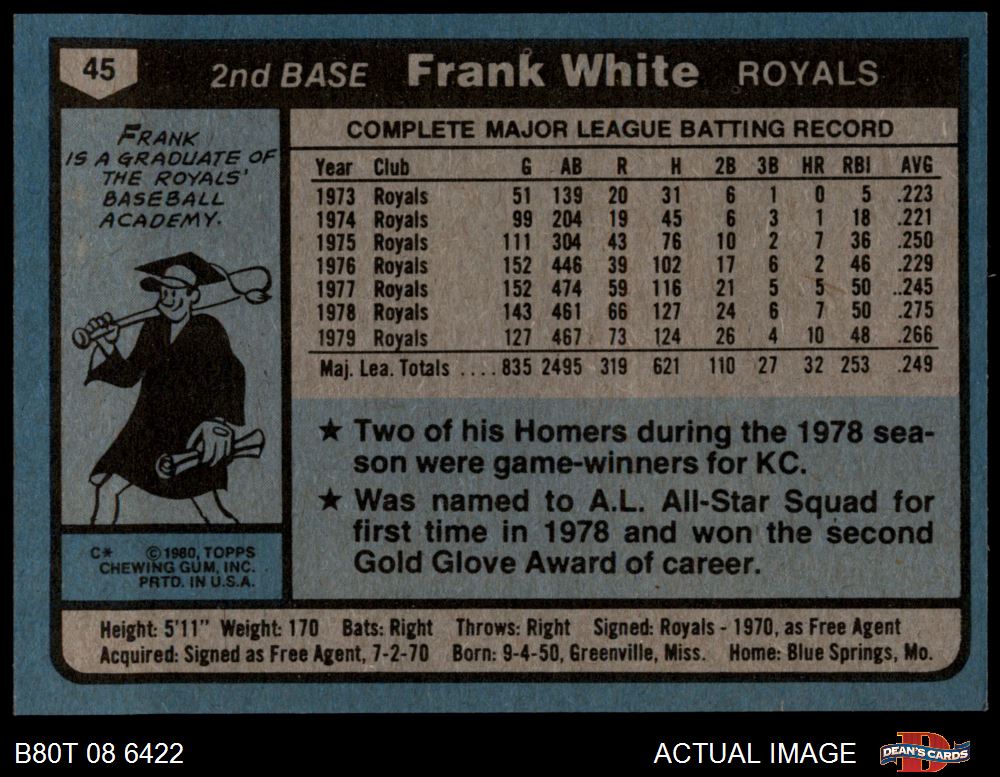 45 2nd BASE Frank White ROYALS
FRANK
IS A GRADUATE OF
THE ROYALS'
BASEBALL
ACADEMY.
COMPLETE MAJOR LEAGUE BATTING RECORD
Year Club G AB R H 2B 3B HR RBI AVG
1973 Royals 51 139 20 31 6 1 0 5 .223
1974 Royals 99 204 19 45 6 3 1 18 .221
1975 Royals 111 304 43 76 10 2 7 36 .250
1976 Royals 152 446 39 102 17 6 2 46 .229
1977 Royals 152 474 59 116 21 5 5 50 ..245
1978 Royals 143 461 66 127 24 6 7 50 .275
1979 Royals 127 467 73 124 26 4 10 48 .266
Maj. Lea. Totals .... 835 2495 319 621 110 27 32 253 .249
★ Two of his Homers during the 1978 sea-
son were game-winners for KC.
★ Was named to A.L. All-Star Squad for
first time in 1978 and won the second
Gold Glove Award of career.
C* ©1980, TOPPS
CHEWING GUM, INC.
PRTD. IN U.S.A.
Height: 5'11" Weight: 170 Bats: Right Throws: Right Signed: Royals - 1970, as Free Agent
Acquired: Signed as Free Agent, 7-2-70 Born: 9-4-50, Greenville, Miss. Home: Blue Springs, Mo.
B80T 08 6422 ACTUAL IMAGE DEAN'S CARDS